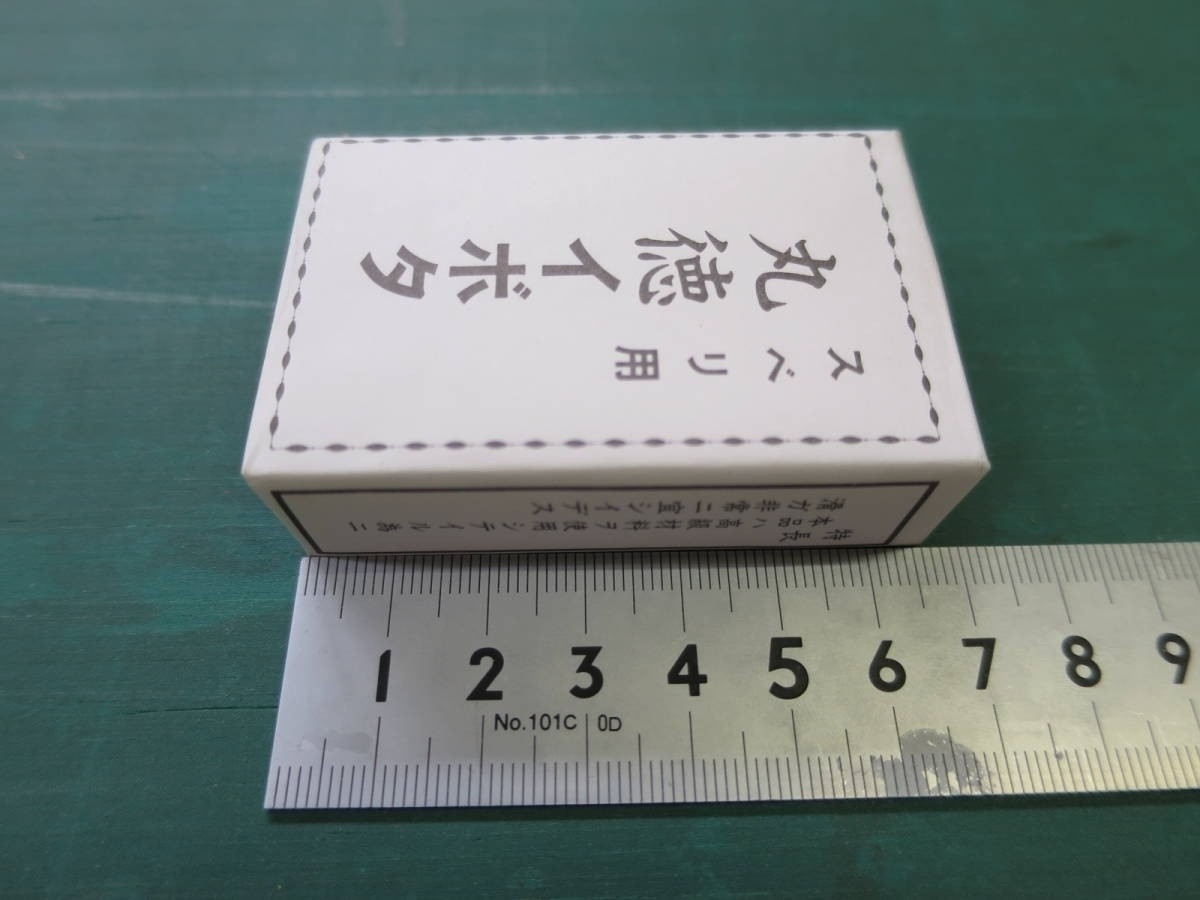 スベリ用
丸徳イボタ
特長
本品ハ高級材料ヲ使用シテイル為ニ
滑力非常ニ宜シイデス
1 2 3 4 5 6 7 8 9
No.101C 0D